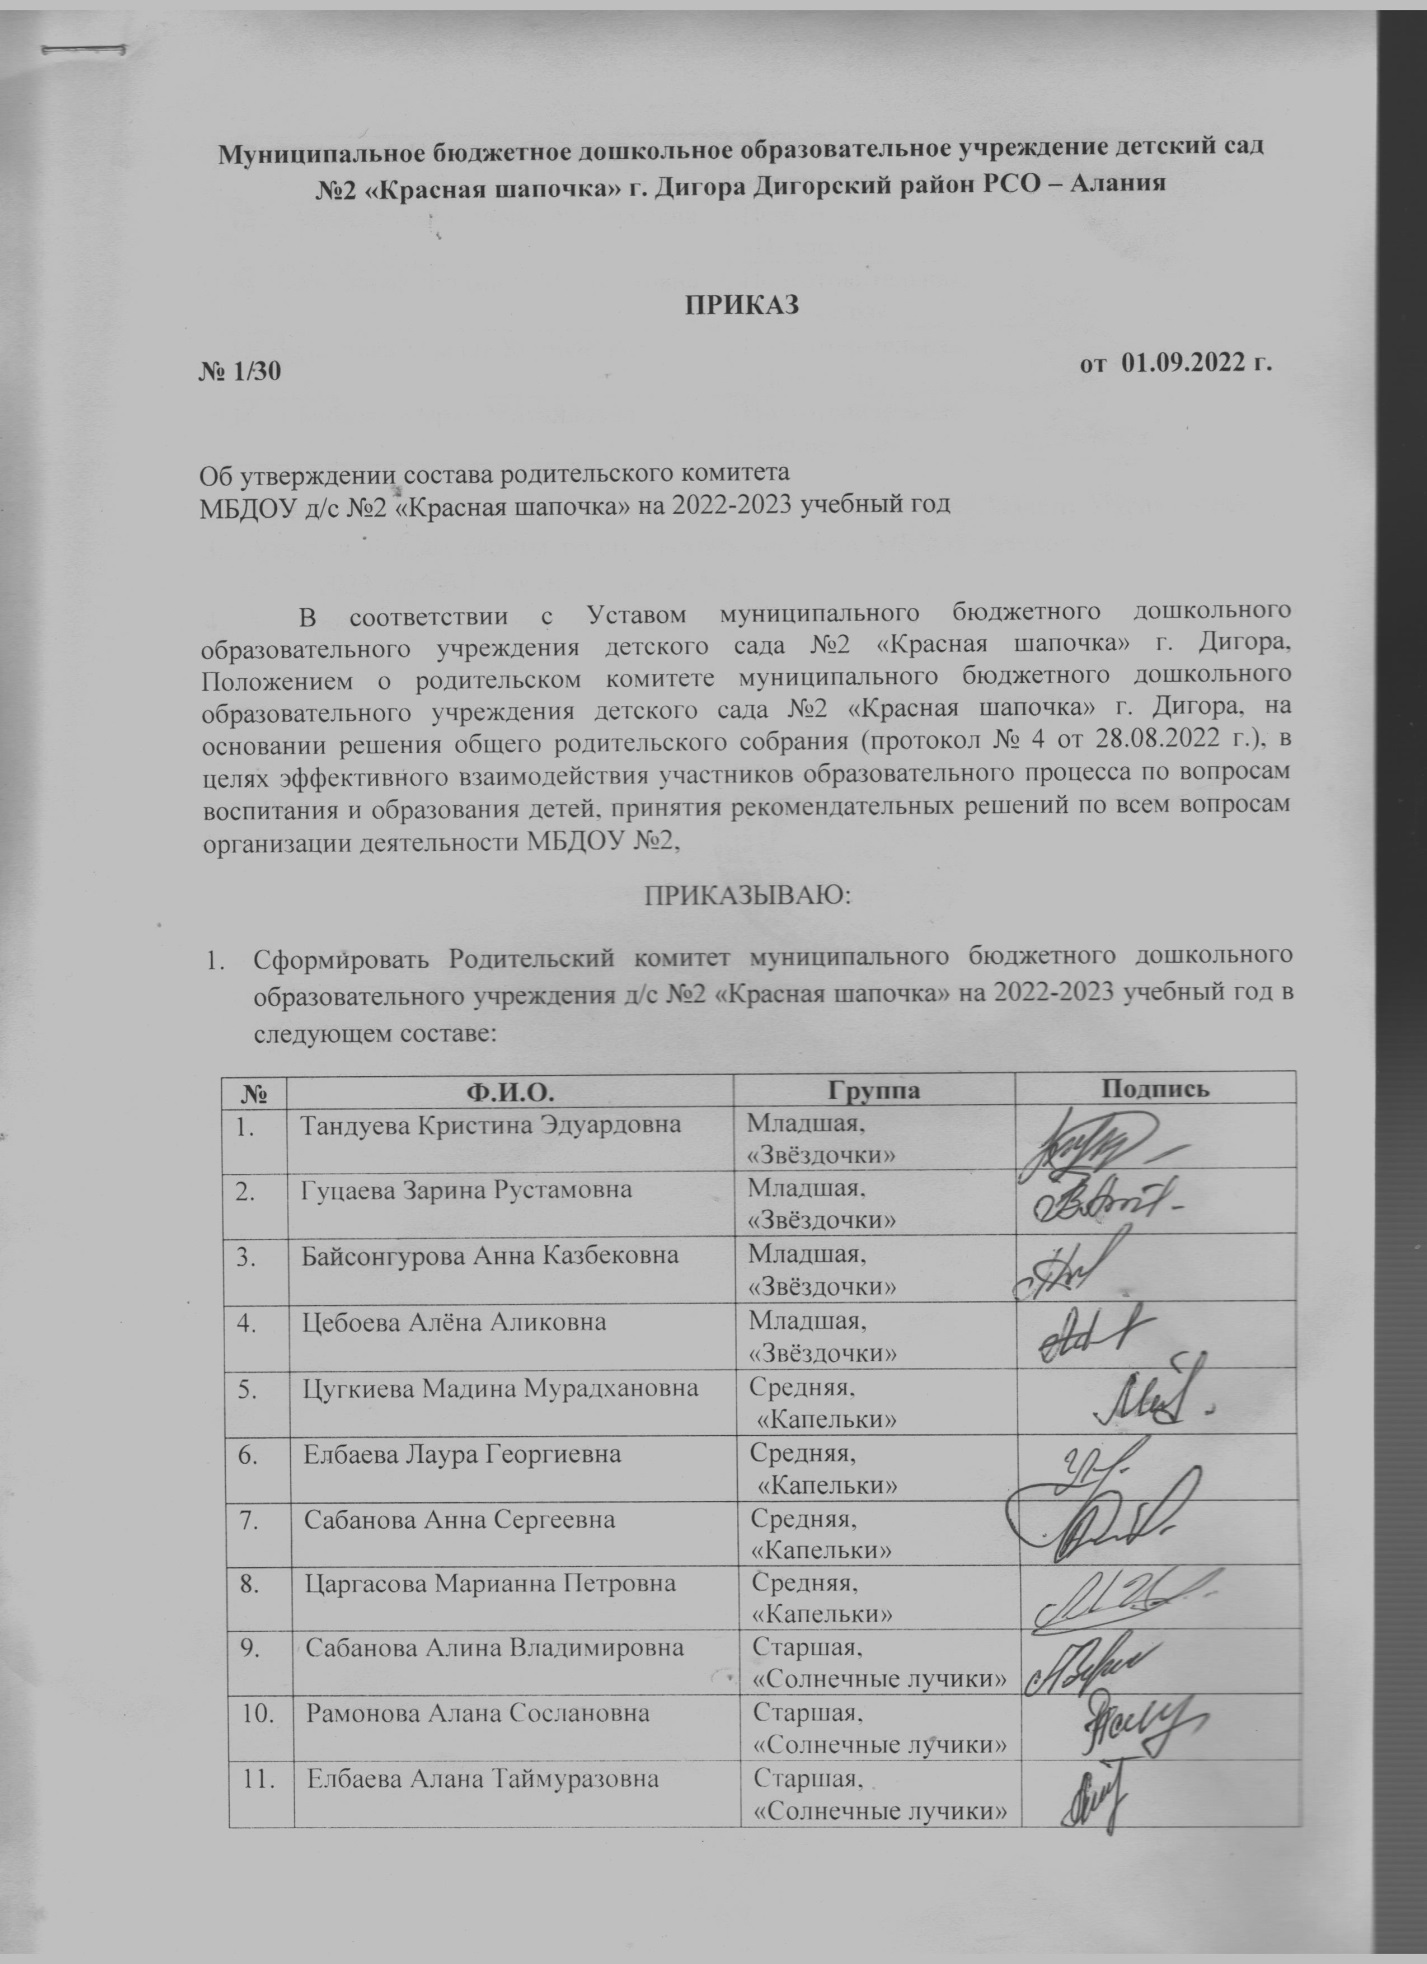 Муниципальное бюджетное дошкольное образовательное учреждение детский сад
№2 «Красная шапочка» г. Дигора Дигорский район РСО – Алания
ПРИКАЗ
№ 1/30 от 01.09.2022 г.
Об утверждении состава родительского комитета
МБДОУ д/с №2 «Красная шапочка» на 2022-2023 учебный год
В соответствии с Уставом муниципального бюджетного дошкольного
образовательного учреждения детского сада №2 «Красная шапочка» г. Дигора,
Положением о родительском комитете муниципального бюджетного дошкольного
образовательного учреждения детского сада №2 «Красная шапочка» г. Дигора, на
основании решения общего родительского собрания (протокол № 4 от 28.08.2022 г.), в
целях эффективного взаимодействия участников образовательного процесса по вопросам
воспитания и образования детей, принятия рекомендательных решений по всем вопросам
организации деятельности МБДОУ №2,
ПРИКАЗЫВАЮ:
1. Сформировать Родительский комитет муниципального бюджетного дошкольного
образовательного учреждения д/с №2 «Красная шапочка» на 2022-2023 учебный год в
следующем составе:
№ Ф.И.О. Группа Подпись
1. Тандуева Кристина Эдуардовна Младшая,
«Звёздочки»
2. Гуцаева Зарина Рустамовна Младшая,
«Звёздочки»
3. Байсонгурова Анна Казбековна Младшая,
«Звёздочки»
4. Цебоева Алёна Аликовна Младшая,
«Звёздочки»
5. Цугкиева Мадина Мурадхановна Средняя,
«Капельки»
6. Елбаева Лаура Георгиевна Средняя,
«Капельки»
7. Сабанова Анна Сергеевна Средняя,
«Капельки»
8. Царгасова Марианна Петровна Средняя,
«Капельки»
9. Сабанова Алина Владимировна Старшая,
«Солнечные лучики»
10. Рамонова Алана Сослановна Старшая,
«Солнечные лучики»
11. Елбаева Алана Таймуразовна Старшая,
«Солнечные лучики»